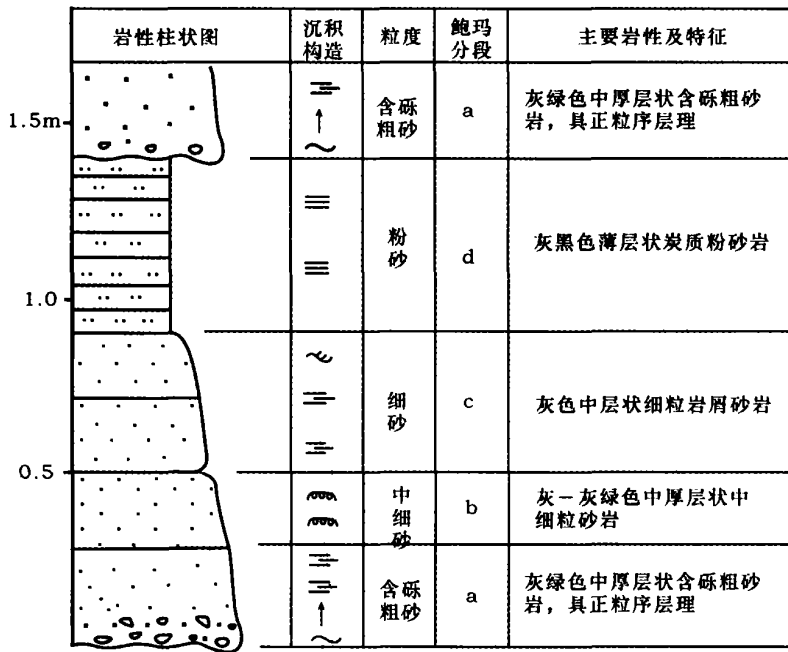 岩性柱状图
沉积
构造
粒度
鲍玛
分段
主要岩性及特征
1.5m
含砾
粗砂
a
灰绿色中厚层状含砾粗砂
岩，具正粒序层理
粉
砂
d
灰黑色薄层状炭质粉砂岩
1.0
细
砂
c
灰色中层状细粒岩屑砂岩
0.5
中
细
砂
b
灰－灰绿色中厚层状中
细粒砂岩
含砾
粗砂
a
灰绿色中厚层状含砾粗砂
岩，具正粒序层理